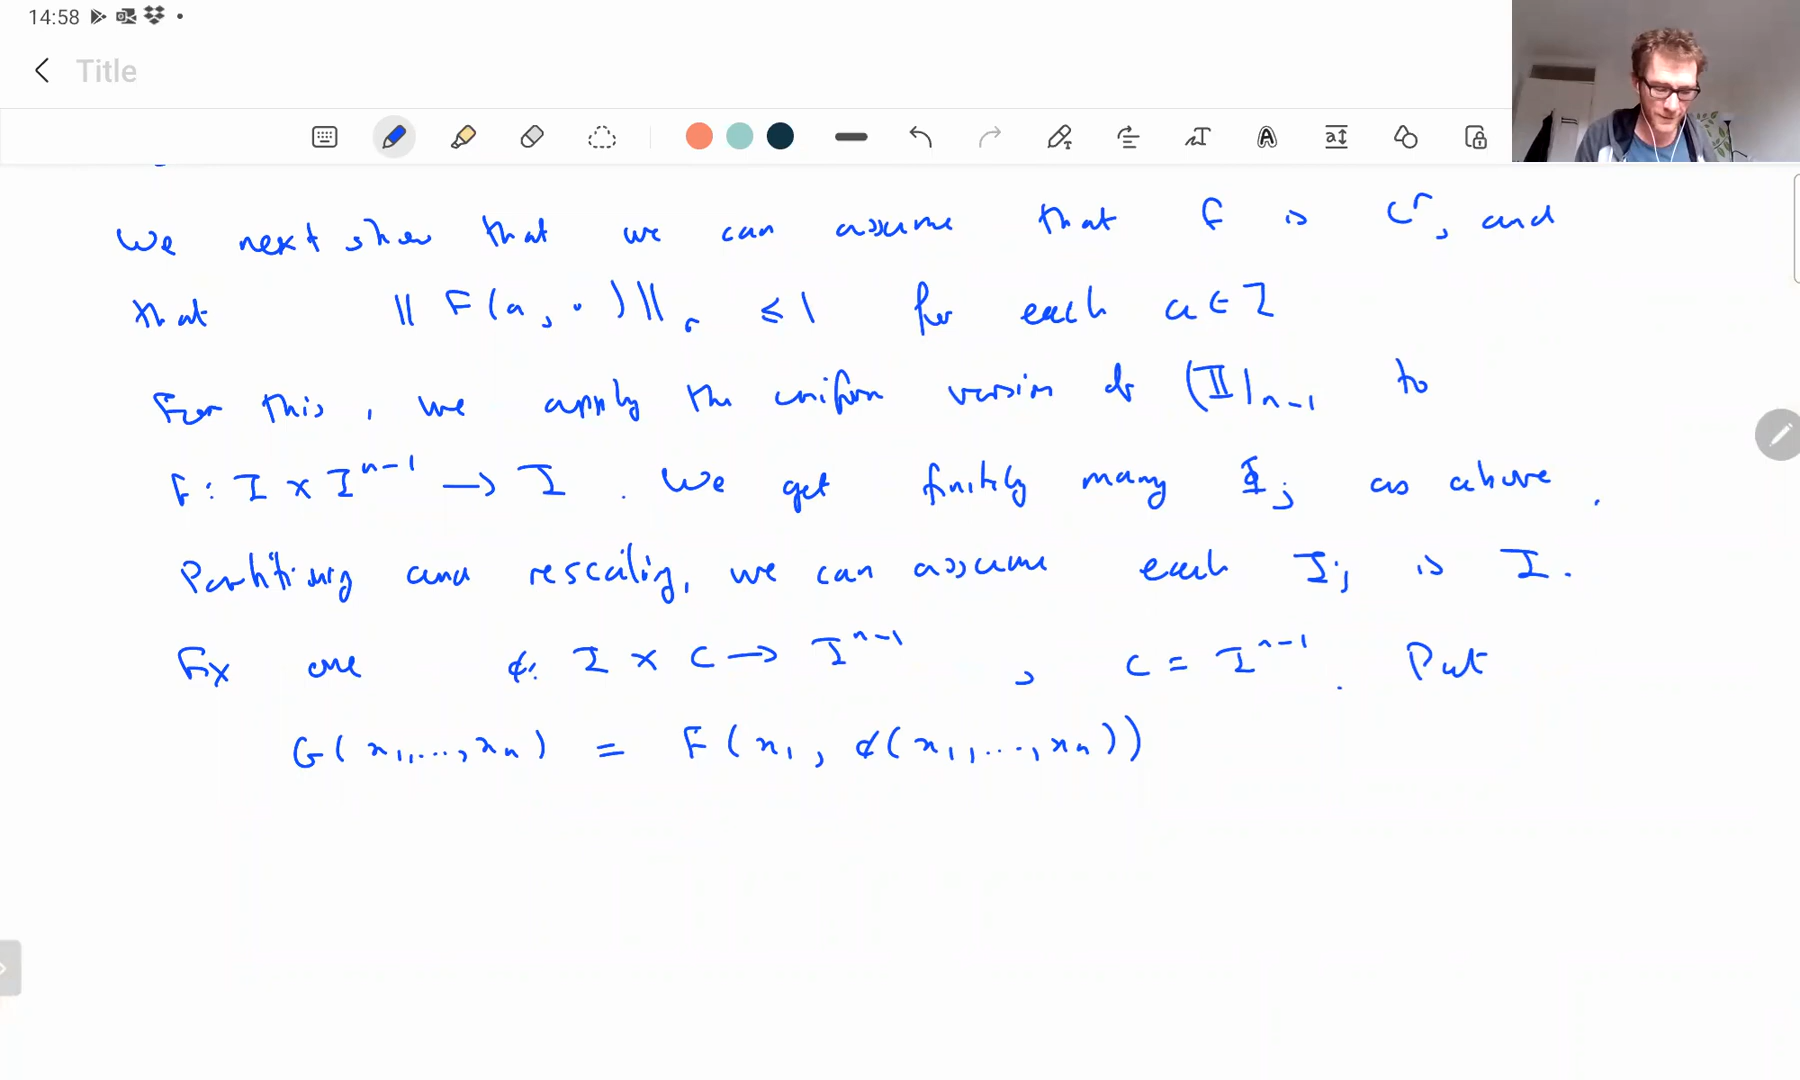 14:58
Title
We next show that we can assume that F is C^r, and
that || F(a, ·) ||_r ≤ 1 for each a ∈ I
For this, we apply the uniform version of (II)_{n-1} to
F: I × I^{n-1} → I. We get finitely many Φ_j as above.
Partitioning and rescaling, we can assume each I_j is I.
Fix one φ: I × C → I^{n-1}, C = I^{n-1}. Put
G(x_1,...,x_n) = F(x_1, φ(x_1,...,x_n))